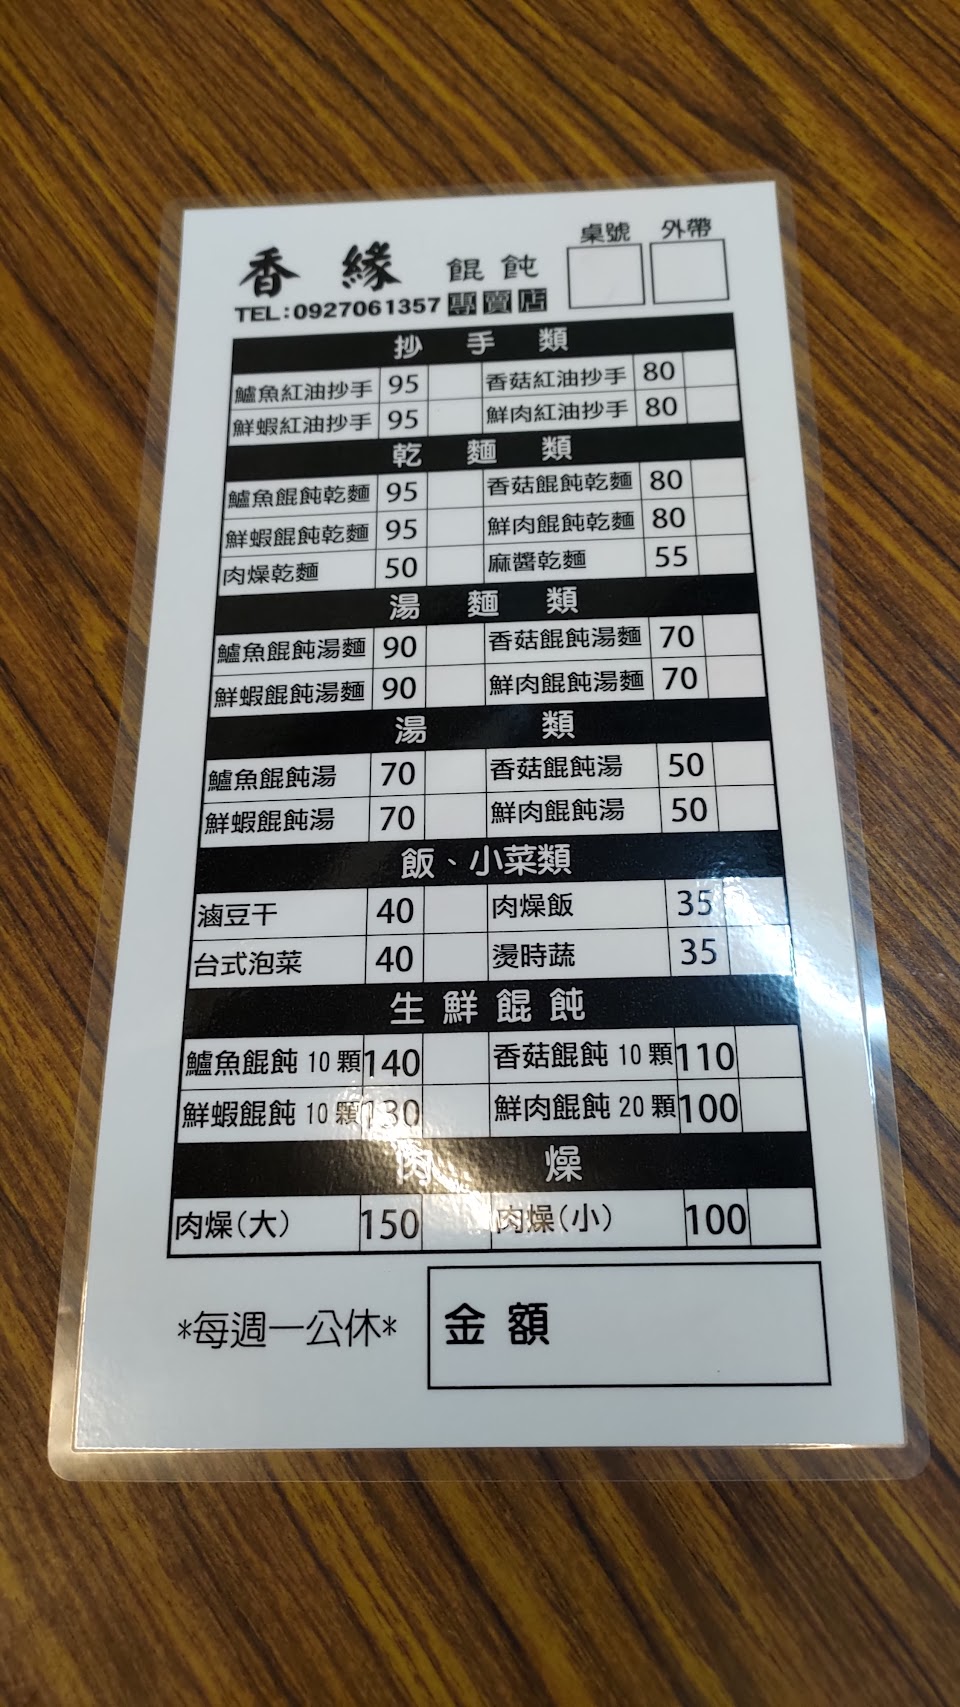 桌號 外帶
香緣 餛飩
TEL:0927061357 專賣店
抄手類
鱸魚紅油抄手 95 香菇紅油抄手 80
鮮蝦紅油抄手 95 鮮肉紅油抄手 80
乾麵類
鱸魚餛飩乾麵 95 香菇餛飩乾麵 80
鮮蝦餛飩乾麵 95 鮮肉餛飩乾麵 80
肉燥乾麵 50 麻醬乾麵 55
湯麵類
鱸魚餛飩湯麵 90 香菇餛飩湯麵 70
鮮蝦餛飩湯麵 90 鮮肉餛飩湯麵 70
湯類
鱸魚餛飩湯 70 香菇餛飩湯 50
鮮蝦餛飩湯 70 鮮肉餛飩湯 50
飯、小菜類
滷豆干 40 肉燥飯 35
台式泡菜 40 燙時蔬 35
生鮮餛飩
鱸魚餛飩 10 顆 140 香菇餛飩 10 顆 110
鮮蝦餛飩 10 顆 130 鮮肉餛飩 20 顆 100
肉燥
肉燥(大) 150 肉燥(小) 100
*每週一公休* 金額